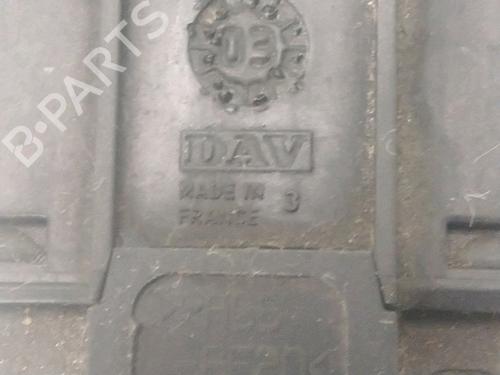 B-PARTS
03
DAV
MADE IN
FRANCE 3